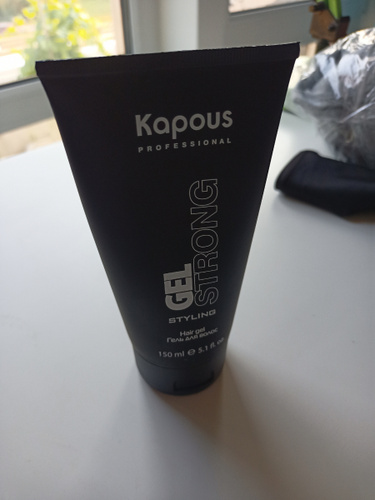 Kapous
PROFESSIONAL
GEL
STRONG
STYLING
Hair gel
Гель для волос
150 ml ℮ 5.1 fl. oz